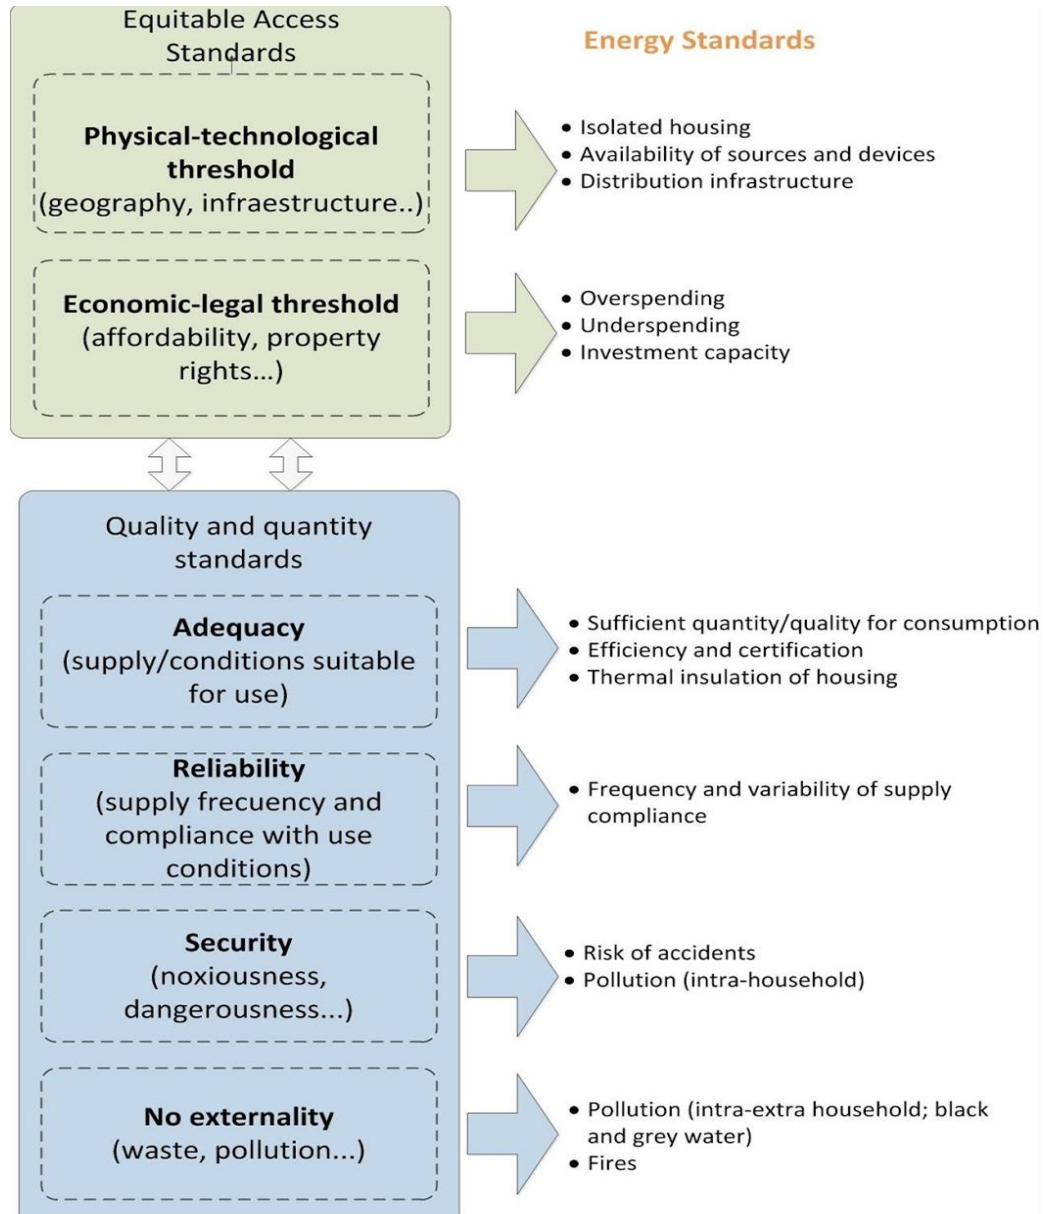 Equitable Access
Standards
Energy Standards
Physical-technological
threshold
(geography, infraestructure..)
• Isolated housing
• Availability of sources and devices
• Distribution infrastructure
Economic-legal threshold
(affordability, property
rights...)
• Overspending
• Underspending
• Investment capacity
Quality and quantity
standards
Adequacy
(supply/conditions suitable
for use)
• Sufficient quantity/quality for consumption
• Efficiency and certification
• Thermal insulation of housing
Reliability
(supply frecuency and
compliance with use
conditions)
• Frequency and variability of supply
compliance
Security
(noxiousness,
dangerousness...)
• Risk of accidents
• Pollution (intra-household)
No externality
(waste, pollution...)
• Pollution (intra-extra household; black
and grey water)
• Fires